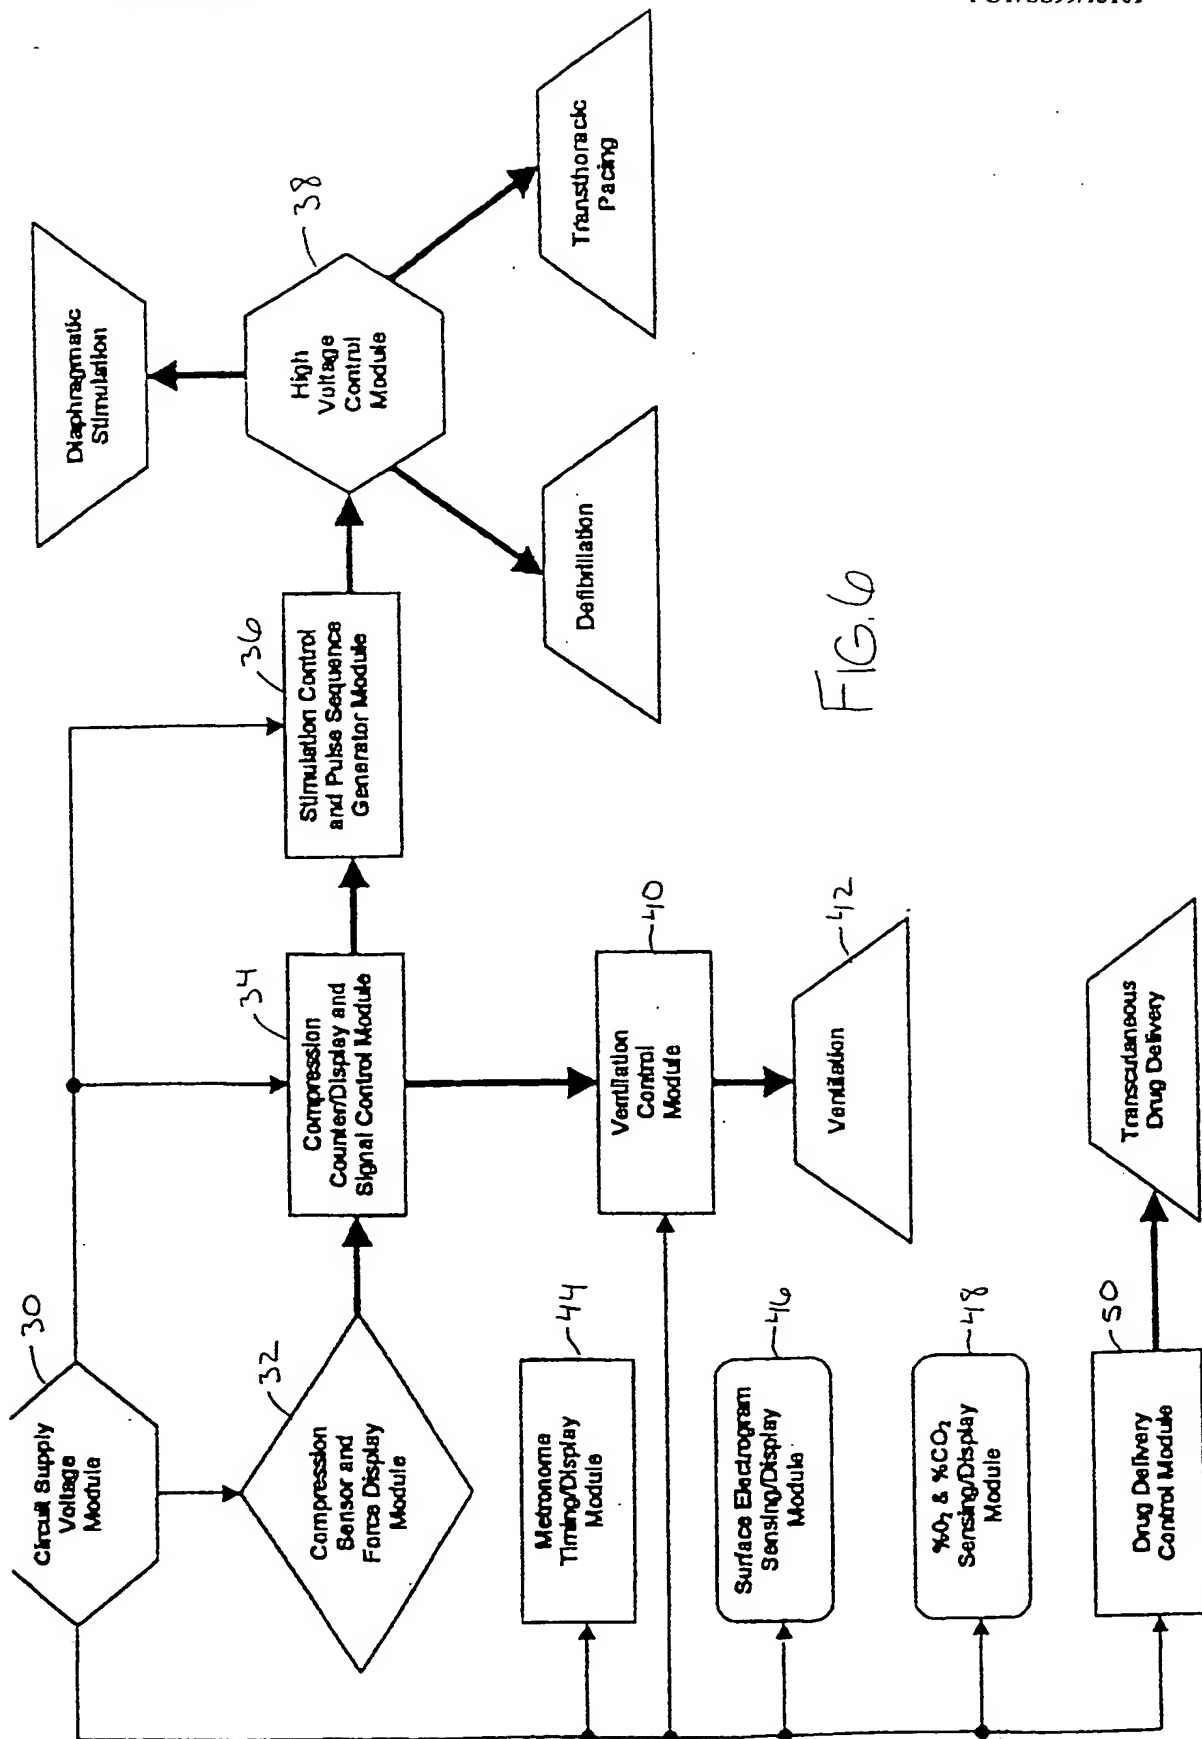 Circuit Supply
Voltage
Module
30
Compression
Sensor and
Force Display
Module
32
Compression
Counter/Display and
Signal Control Module
34
Stimulation Control
and Pulse Sequence
Generator Module
36
High
Voltage
Control
Module
38
Diaphragmatic
Stimulation
Defibrillation
Transthoracic
Pacing
Metronome
Timing/Display
Module
44
Ventilation
Control
Module
40
Ventilation
42
Surface Electrogram
Sensing/Display
Module
46
%O₂ & %CO₂
Sensing/Display
Module
48
Drug Delivery
Control Module
50
Transcutaneous
Drug Delivery
FIG.6